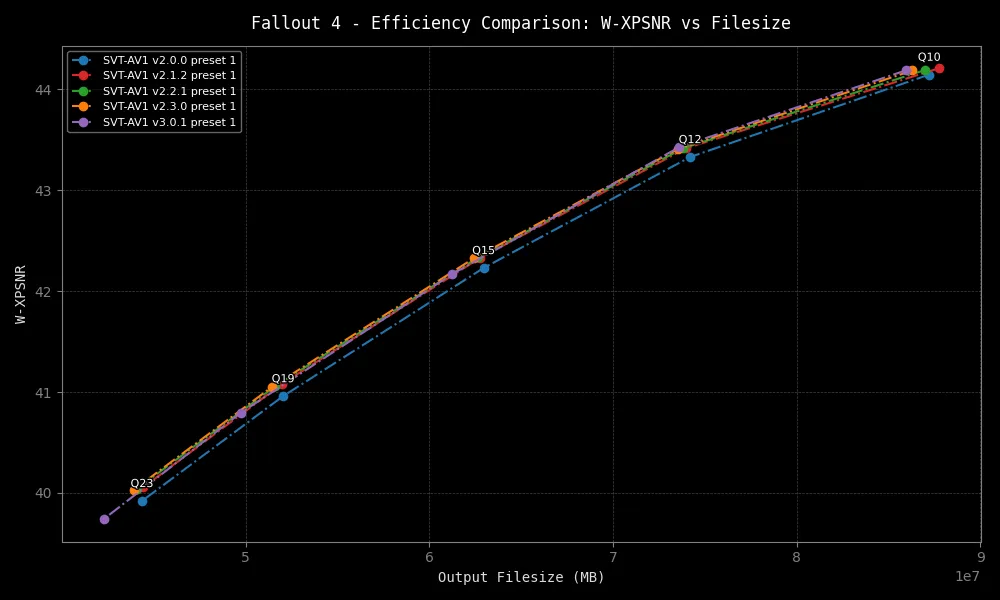 Fallout 4 - Efficiency Comparison: W-XPSNR vs Filesize
SVT-AV1 v2.0.0 preset 1
SVT-AV1 v2.1.2 preset 1
SVT-AV1 v2.2.1 preset 1
SVT-AV1 v2.3.0 preset 1
SVT-AV1 v3.0.1 preset 1
Q10
Q12
Q15
Q19
Q23
W-XPSNR
44
43
42
41
40
5
6
7
8
9
1e7
Output Filesize (MB)